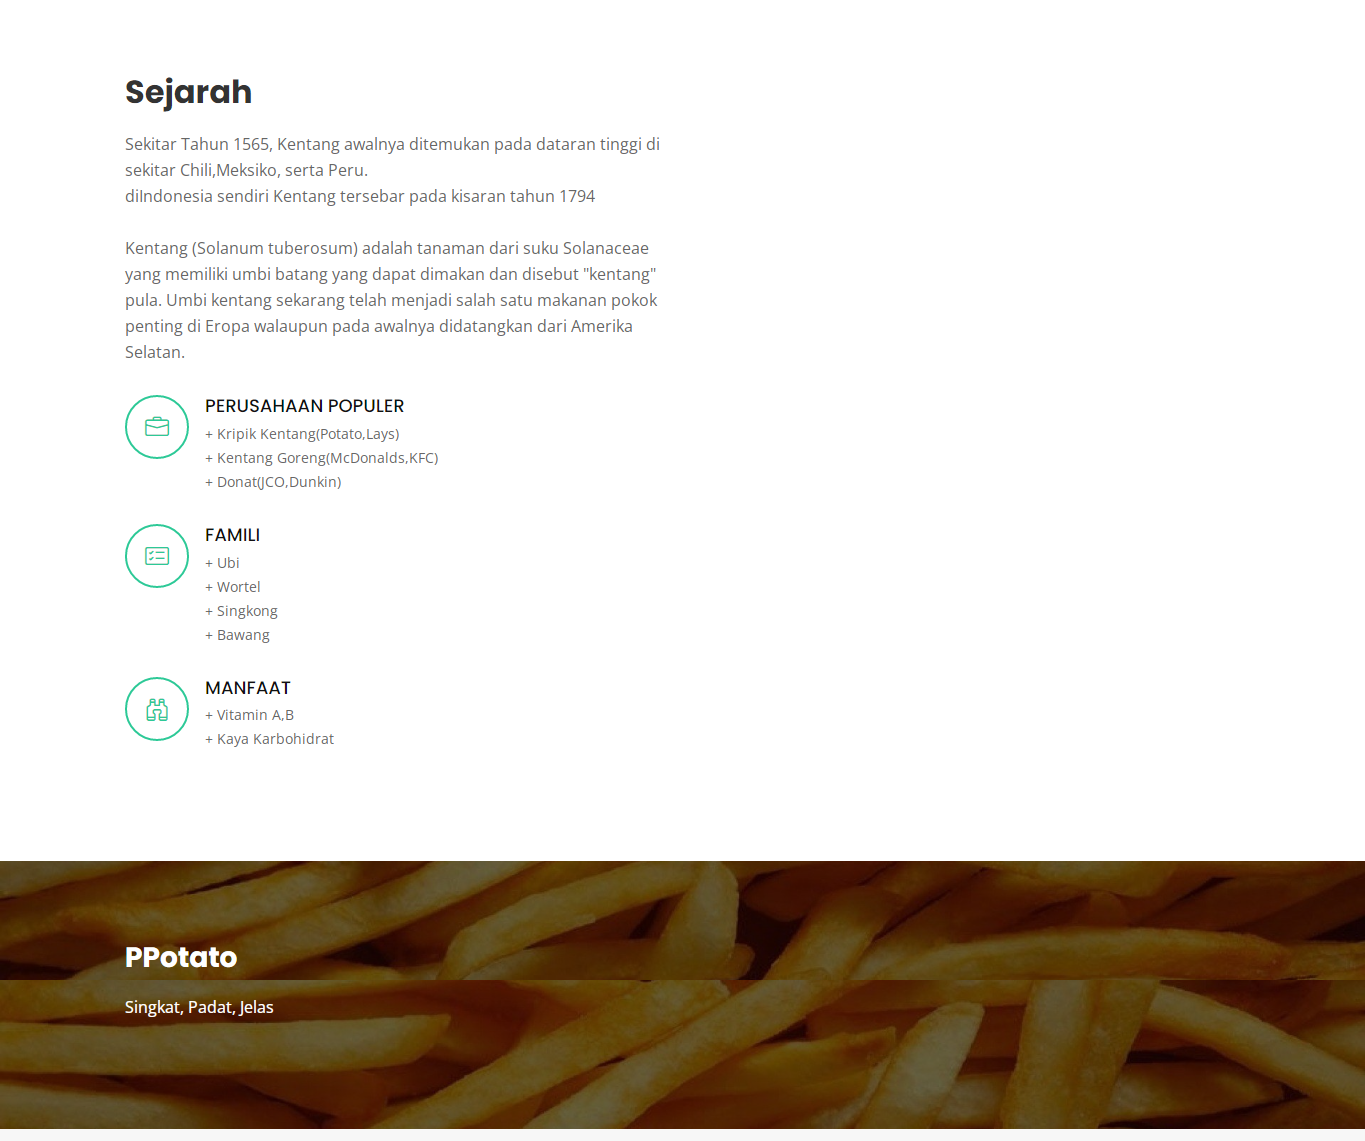 Sejarah
Sekitar Tahun 1565, Kentang awalnya ditemukan pada dataran tinggi di
sekitar Chili,Meksiko, serta Peru.
diIndonesia sendiri Kentang tersebar pada kisaran tahun 1794
Kentang (Solanum tuberosum) adalah tanaman dari suku Solanaceae
yang memiliki umbi batang yang dapat dimakan dan disebut "kentang"
pula. Umbi kentang sekarang telah menjadi salah satu makanan pokok
penting di Eropa walaupun pada awalnya didatangkan dari Amerika
Selatan.
PERUSAHAAN POPULER
+ Kripik Kentang(Potato,Lays)
+ Kentang Goreng(McDonalds,KFC)
+ Donat(JCO,Dunkin)
FAMILI
+ Ubi
+ Wortel
+ Singkong
+ Bawang
MANFAAT
+ Vitamin A,B
+ Kaya Karbohidrat
PPotato
Singkat, Padat, Jelas